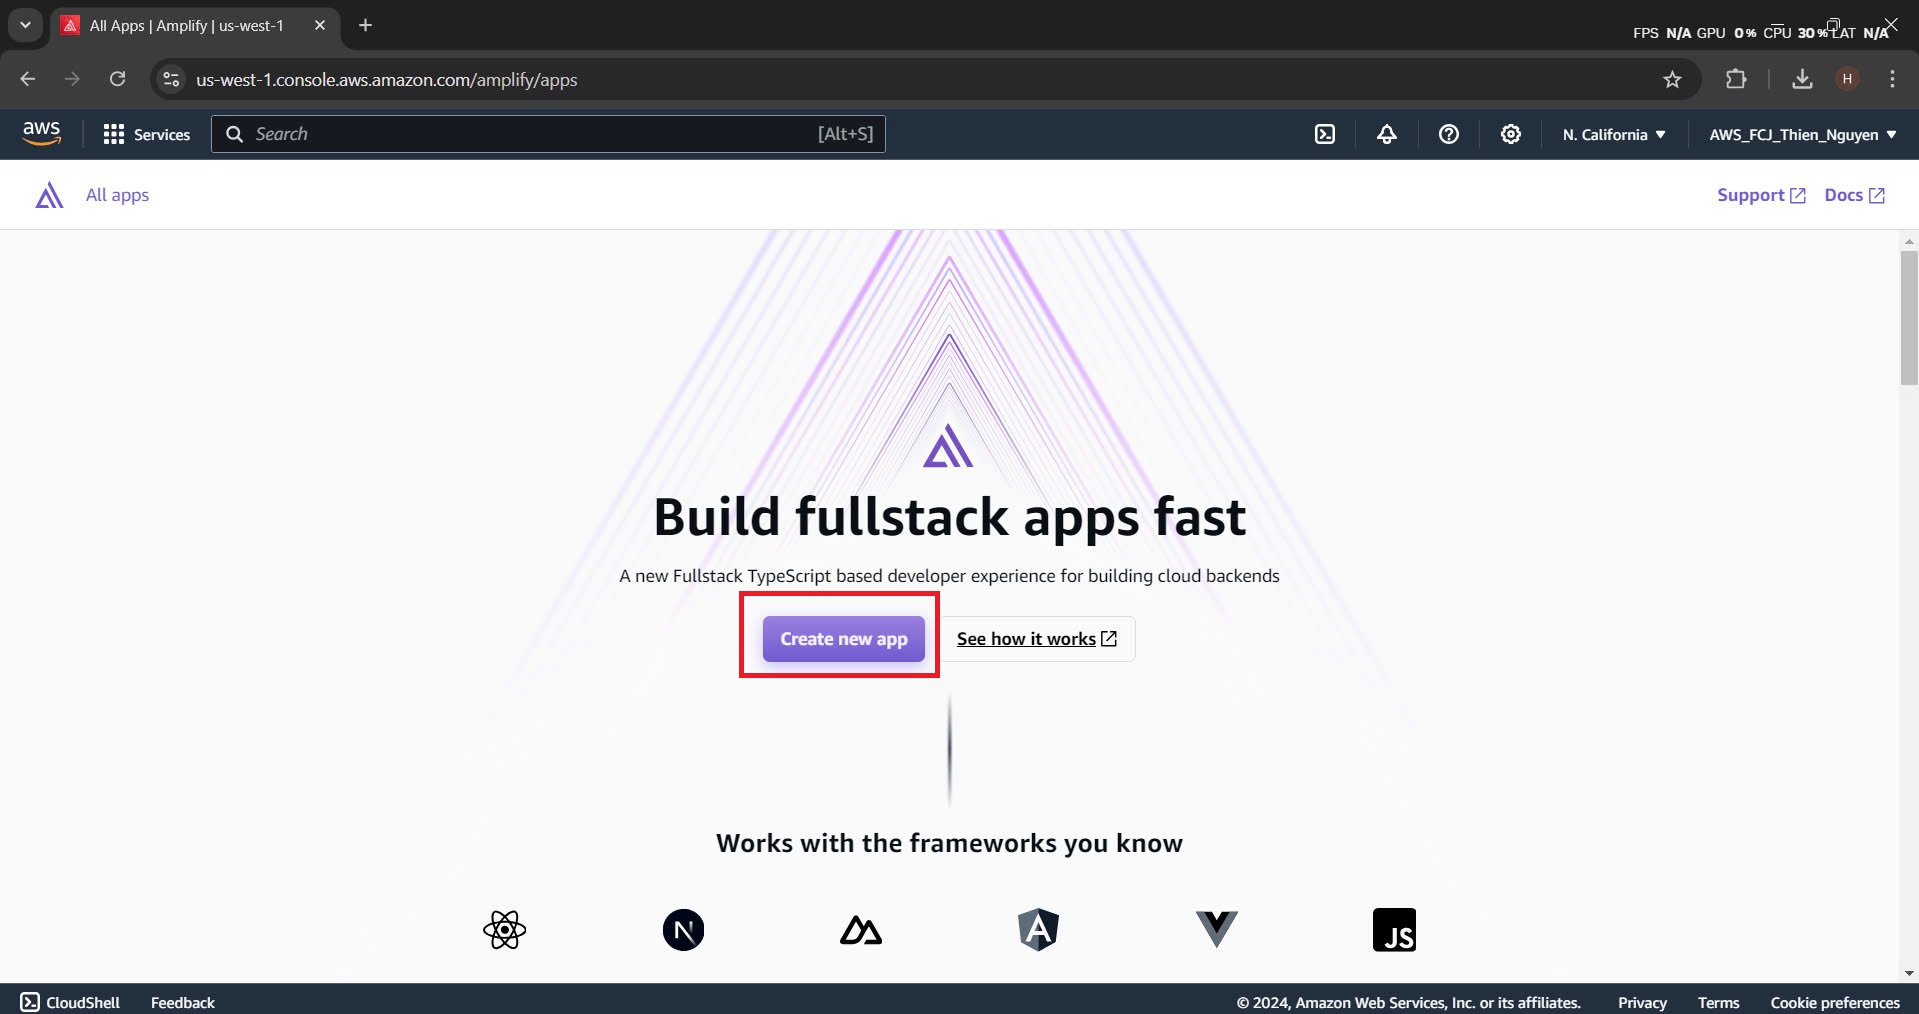 All Apps | Amplify | us-west-1
FPS N/A GPU 0% CPU 30% LAT N/A
us-west-1.console.aws.amazon.com/amplify/apps
H
aws
Services
Search
[Alt+S]
N. California
AWS_FCJ_Thien_Nguyen
All apps
Support
Docs
Build fullstack apps fast
A new Fullstack TypeScript based developer experience for building cloud backends
Create new app
See how it works
Works with the frameworks you know
N
A
JS
CloudShell
Feedback
© 2024, Amazon Web Services, Inc. or its affiliates.
Privacy
Terms
Cookie preferences